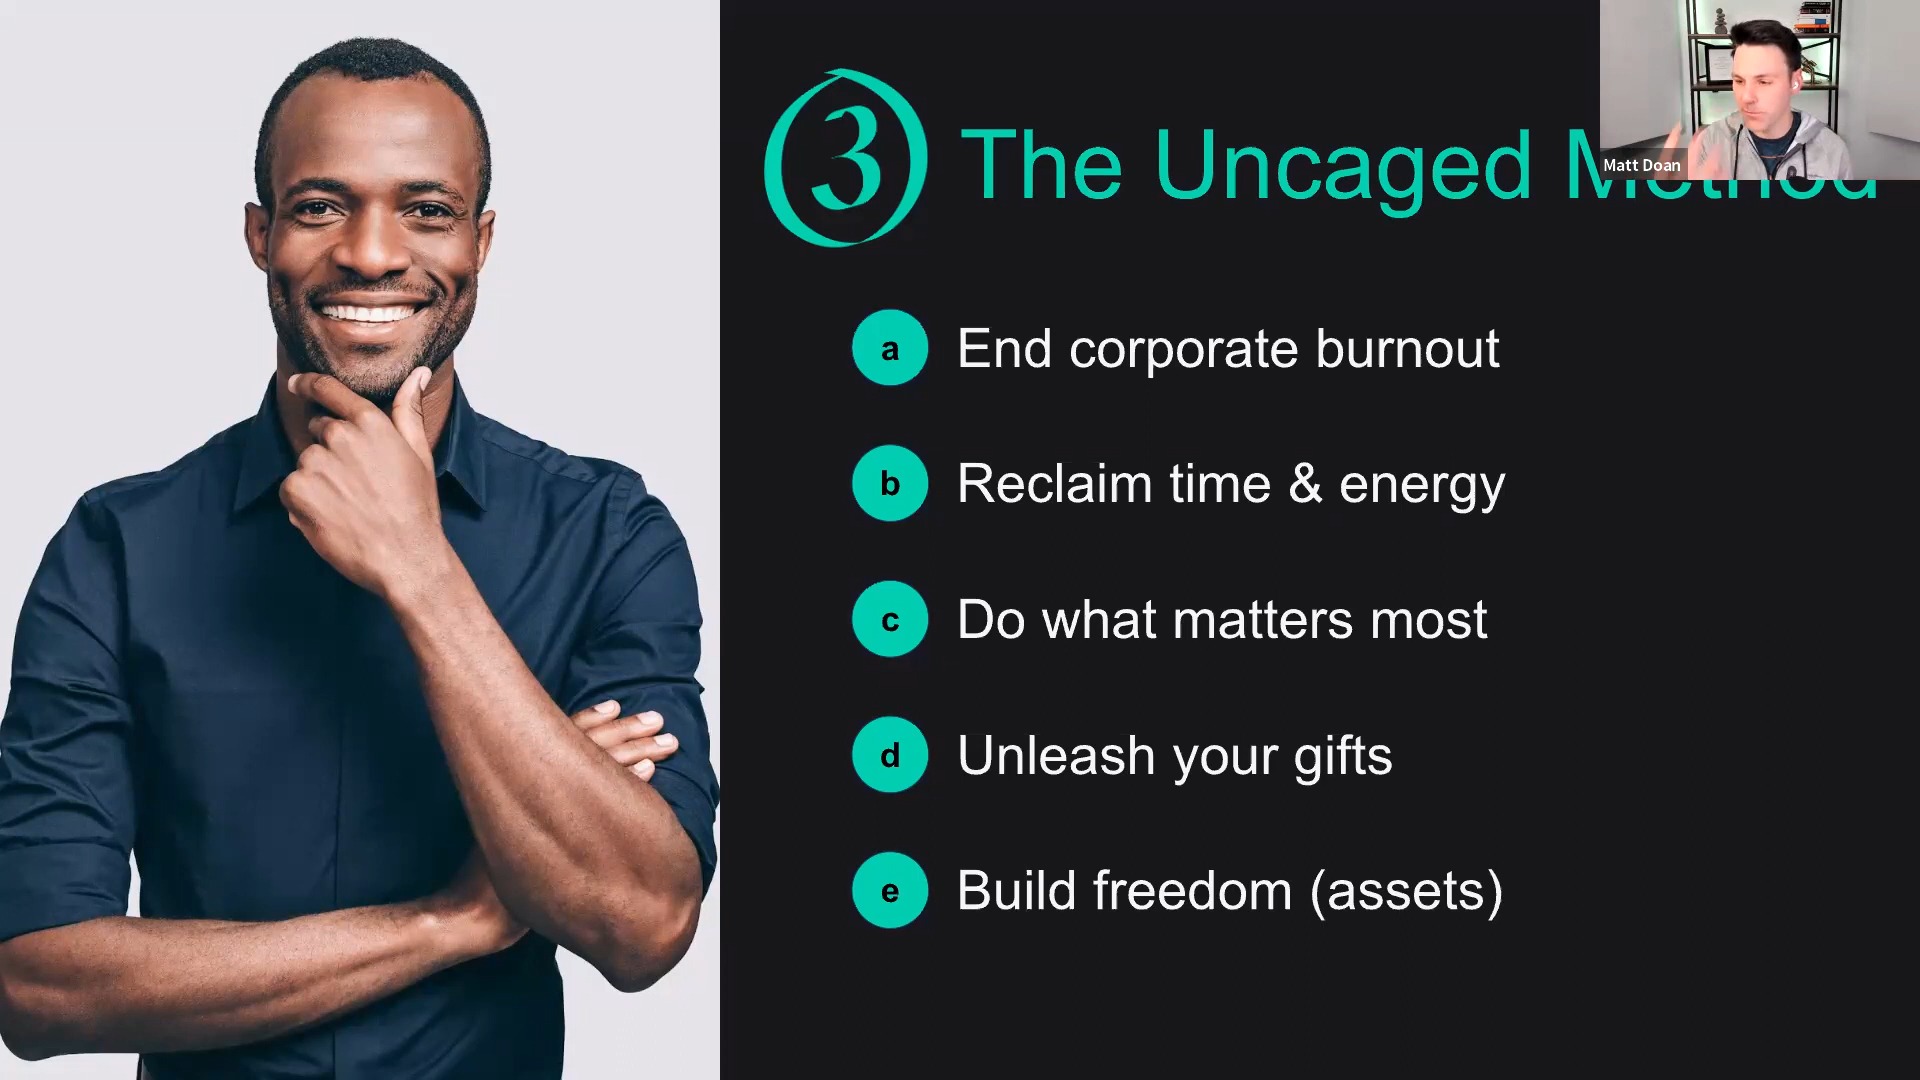 3 The Uncaged Method
Matt Doan
a End corporate burnout
b Reclaim time & energy
c Do what matters most
d Unleash your gifts
e Build freedom (assets)